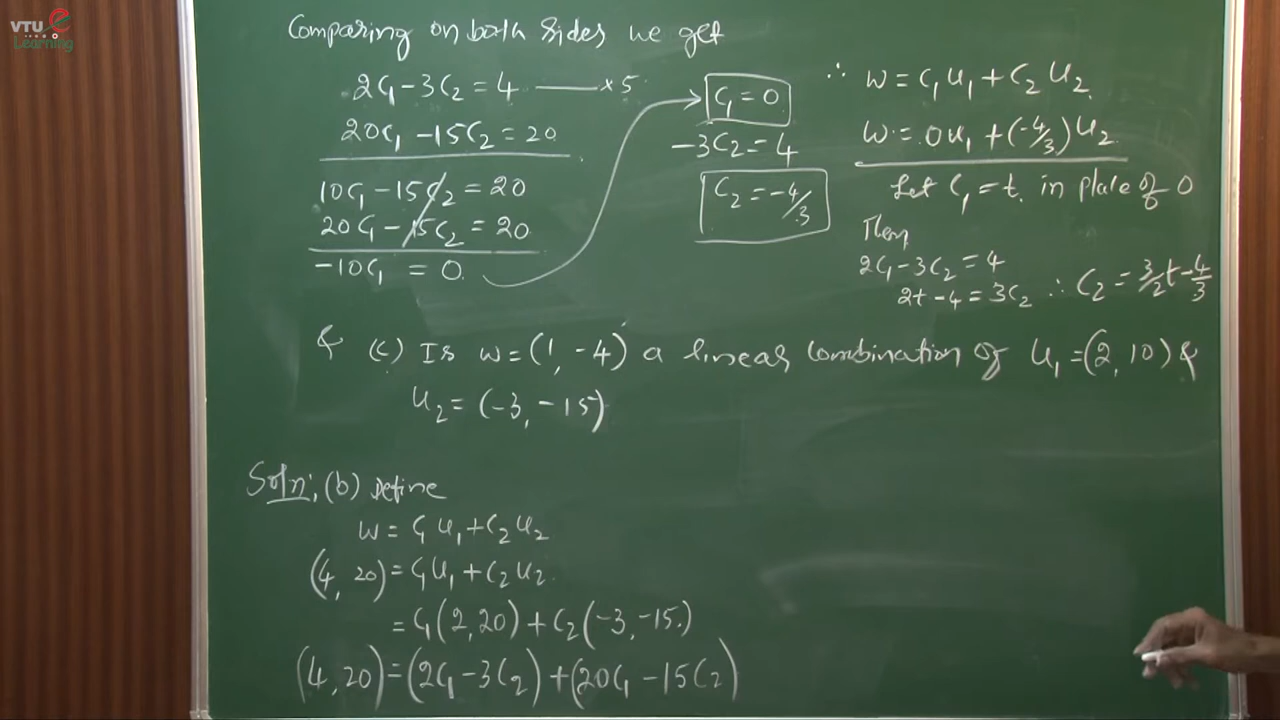 VTU e
Learning
Comparing on both sides we get
2C₁ - 3C₂ = 4 —— ×5
20C₁ - 15C₂ = 20
10C₁ - 15C₂ = 20
20C₁ - 15C₂ = 20
-10C₁ = 0
C₁ = 0
-3C₂ = 4
C₂ = -4/3
∴ W = C₁U₁ + C₂U₂
W = 0U₁ + (-4/3)U₂
Let C₁ = t in place of 0
Then
2C₁ - 3C₂ = 4
2t - 4 = 3C₂ ∴ C₂ = 3/2 t - 4/3
& (c) Is W = (1, -4) a linear combination of U₁ = (2, 10) &
U₂ = (-3, -15)
Soln: (b) Define
W = C₁U₁ + C₂U₂
(4, 20) = C₁U₁ + C₂U₂
= C₁(2, 20) + C₂(-3, -15)
(4, 20) = (2C₁ - 3C₂) + (20C₁ - 15C₂)